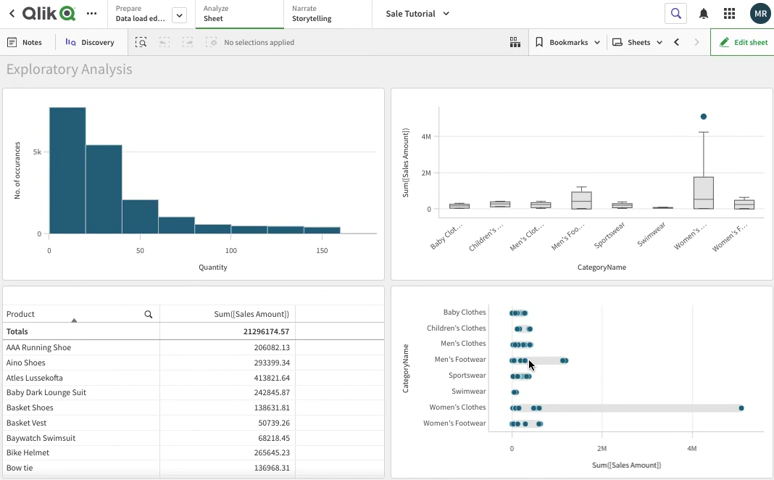 Qlik
Prepare
Data load ed...
Analyze
Sheet
Narrate
Storytelling
Sale Tutorial
MR
Notes
Discovery
No selections applied
Bookmarks
Sheets
Edit sheet
Exploratory Analysis
No. of occurances
5k
0
0
50
100
150
Quantity
Sum([Sales Amount])
4M
2M
0
Baby Clot...
Children's ...
Men's Clot...
Men's Foo...
Sportswear
Swimwear
Women's ...
Women's F...
CategoryName
Product
Sum([Sales Amount])
Totals
21296174.57
AAA Running Shoe
206082.13
Aino Shoes
293399.34
Atles Lussekofta
413821.64
Baby Dark Lounge Suit
242845.87
Basket Shoes
138631.81
Basket Vest
50739.26
Baywatch Swimsuit
68218.45
Bike Helmet
265645.23
Bow tie
136968.31
CategoryName
Baby Clothes
Children's Clothes
Men's Clothes
Men's Footwear
Sportswear
Swimwear
Women's Clothes
Women's Footwear
0
2M
4M
Sum([Sales Amount])